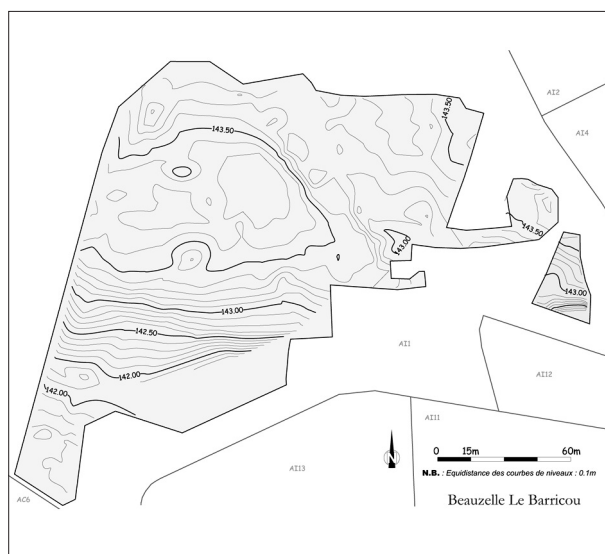 AI2
143.50
AI4
143.50
143.50
143.00
143.00
143.00
142.50
AI1
142.00
AI12
142.00
AI11
0 15m 60m
AI13
N.B. : Equidistance des courbes de niveaux : 0.1m
AC6
Beauzelle Le Barricou